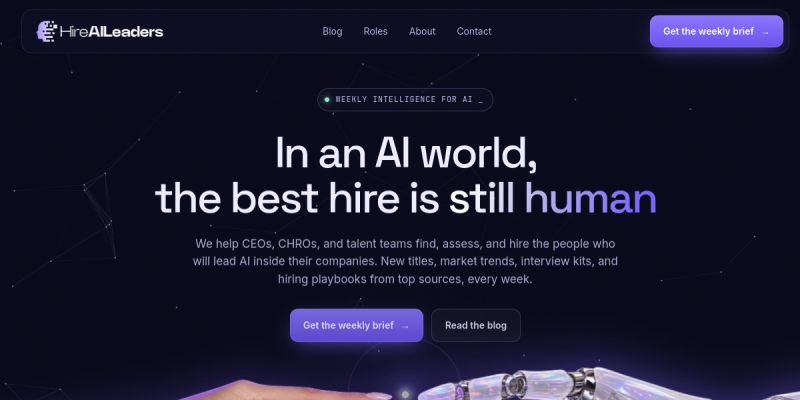 HireAILeaders
Blog
Roles
About
Contact
Get the weekly brief →
WEEKLY INTELLIGENCE FOR AI _
In an AI world,
the best hire is still human
We help CEOs, CHROs, and talent teams find, assess, and hire the people who
will lead AI inside their companies. New titles, market trends, interview kits, and
hiring playbooks from top sources, every week.
Get the weekly brief →
Read the blog